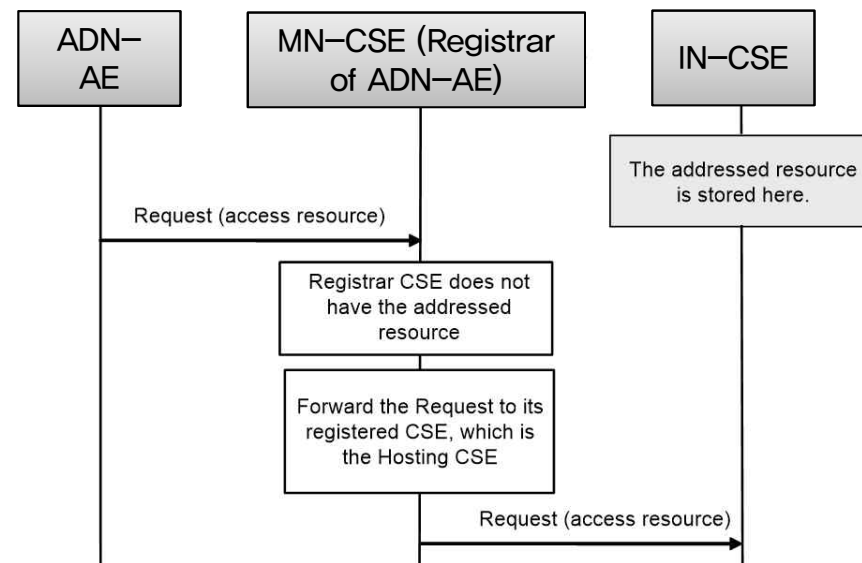 ADN–
AE
MN–CSE (Registrar
of ADN–AE)
IN–CSE
The addressed resource
is stored here.
Request (access resource)
Registrar CSE does not
have the addressed
resource
Forward the Request to its
registered CSE, which is
the Hosting CSE
Request (access resource)